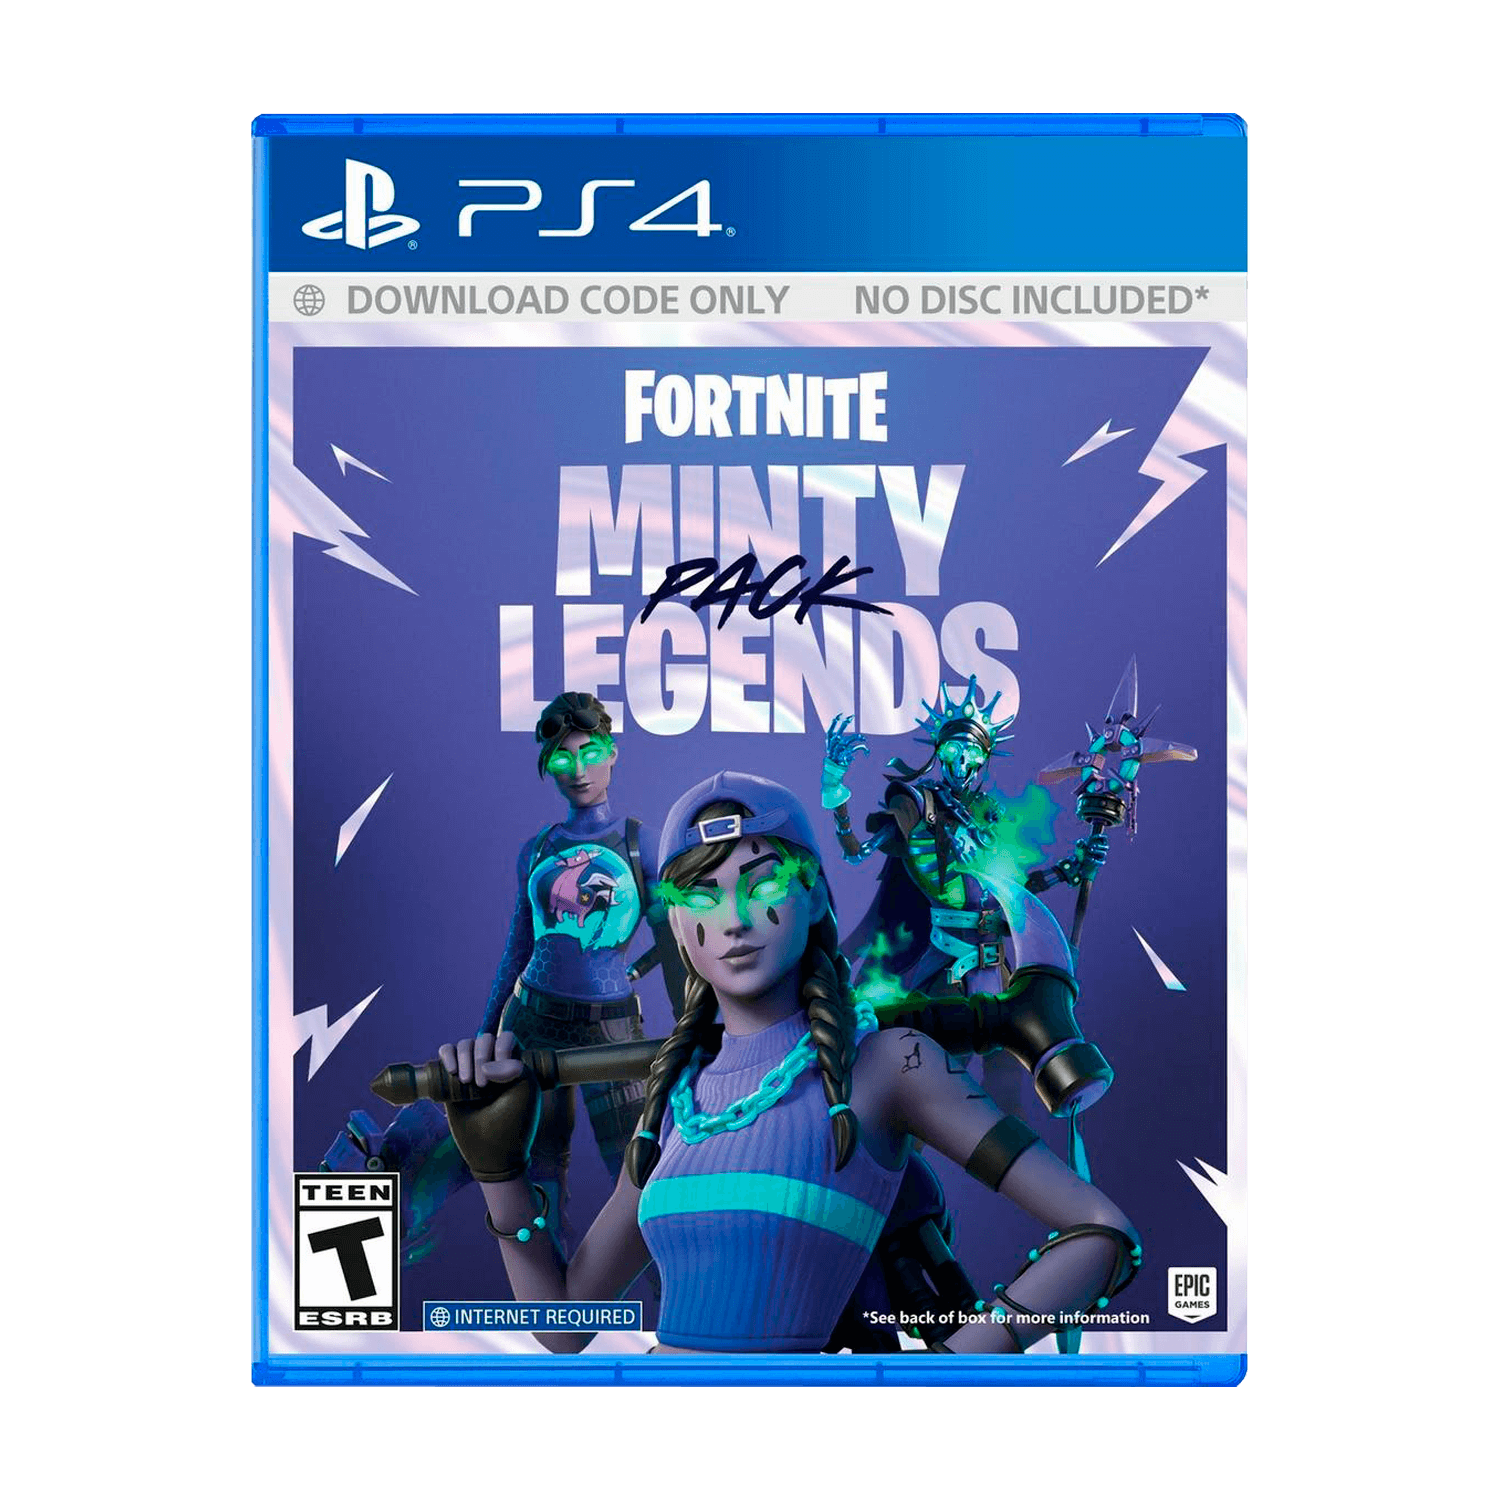 PS4®
DOWNLOAD CODE ONLY NO DISC INCLUDED*
FORTNITE
MINTY
PACK
LEGENDS
TEEN
T
ESRB
INTERNET REQUIRED
*See back of box for more information
EPIC
GAMES